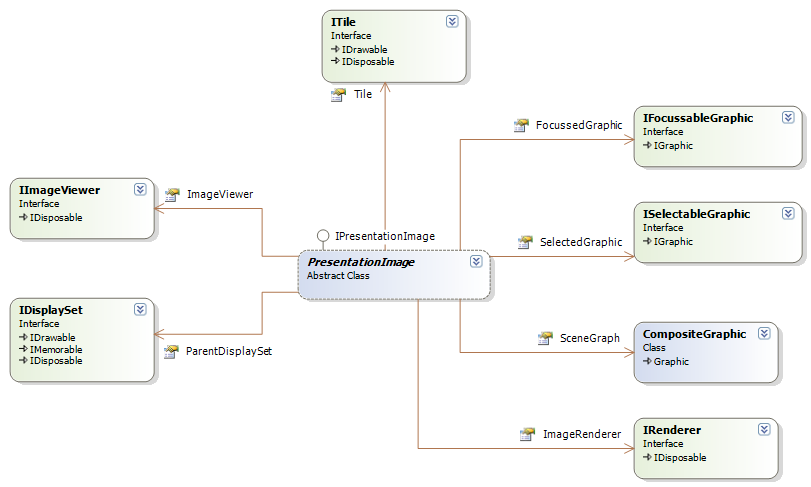 ITile
Interface
IDrawable
IDisposable
Tile
IFocussableGraphic
Interface
IGraphic
FocussedGraphic
IImageViewer
Interface
IDisposable
ImageViewer
ISelectableGraphic
Interface
IGraphic
SelectedGraphic
IPresentationImage
PresentationImage
Abstract Class
IDisplaySet
Interface
IDrawable
IMemorable
IDisposable
ParentDisplaySet
CompositeGraphic
Class
Graphic
SceneGraph
IRenderer
Interface
IDisposable
ImageRenderer